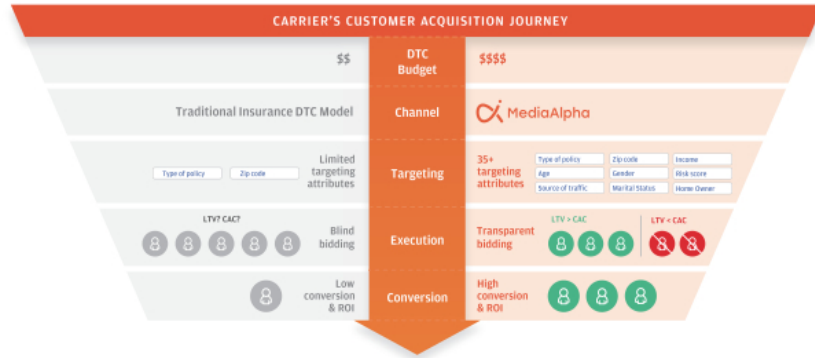 CARRIER'S CUSTOMER ACQUISITION JOURNEY
$$
DTC
Budget
$$$$
Traditional Insurance DTC Model
Channel
MediaAlpha
Type of policy
Zip code
Limited
targeting
attributes
Targeting
35+
targeting
attributes
Type of policy
Zip code
Income
Age
Gender
Risk score
Source of traffic
Marital Status
Home Owner
LTV? CAC?
Blind
bidding
Execution
Transparent
bidding
LTV > CAC
LTV < CAC
Low
conversion
& ROI
Conversion
High
conversion
& ROI